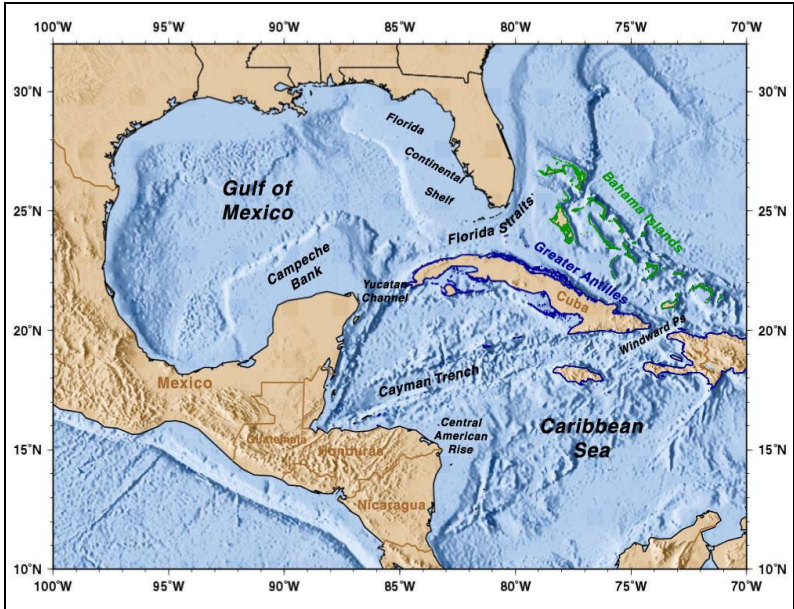 100°W 95°W 90°W 85°W 80°W 75°W 70°W
30°N 30°N
Florida
Continental
Shelf
Gulf of
Mexico
Bahama Islands
25°N 25°N
Florida Straits
Campeche
Bank
Greater Antilles
Yucatan
Channel
Cuba
20°N 20°N
Windward Ps
Mexico
Cayman Trench
Central
American
Rise
Caribbean
Sea
Guatemala
Honduras
15°N 15°N
Nicaragua
10°N 10°N
100°W 95°W 90°W 85°W 80°W 75°W 70°W